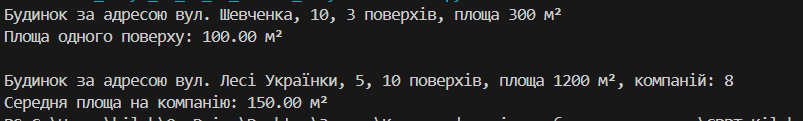 Будинок за адресою вул. Шевченка, 10, 3 поверхів, площа 300 м²
Площа одного поверху: 100.00 м²
Будинок за адресою вул. Лесі Українки, 5, 10 поверхів, площа 1200 м², компаній: 8
Середня площа на компанію: 150.00 м²